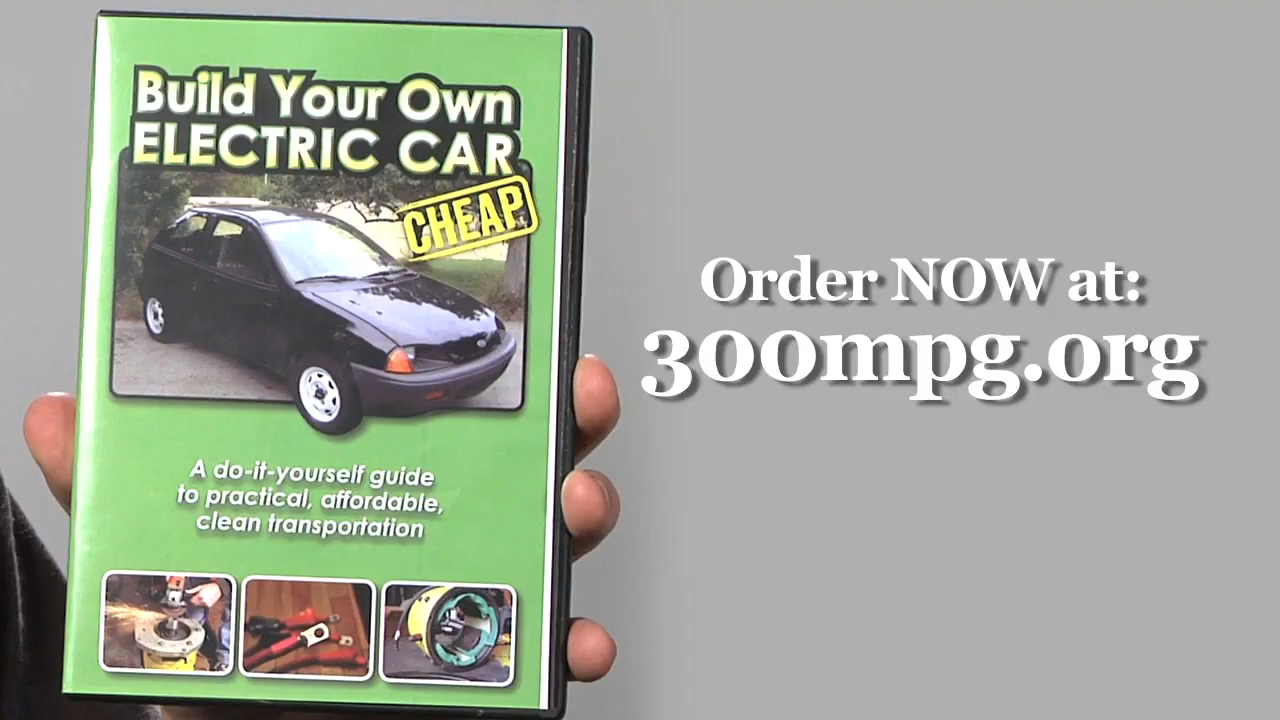 Build Your Own
ELECTRIC CAR
CHEAP
A do-it-yourself guide
to practical, affordable,
clean transportation
Order NOW at:
300mpg.org